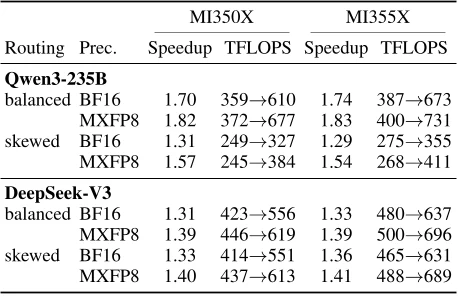 MI350X MI355X
Routing Prec. Speedup TFLOPS Speedup TFLOPS
Qwen3-235B
balanced BF16 1.70 359→610 1.74 387→673
MXFP8 1.82 372→677 1.83 400→731
skewed BF16 1.31 249→327 1.29 275→355
MXFP8 1.57 245→384 1.54 268→411
DeepSeek-V3
balanced BF16 1.31 423→556 1.33 480→637
MXFP8 1.39 446→619 1.39 500→696
skewed BF16 1.33 414→551 1.36 465→631
MXFP8 1.40 437→613 1.41 488→689